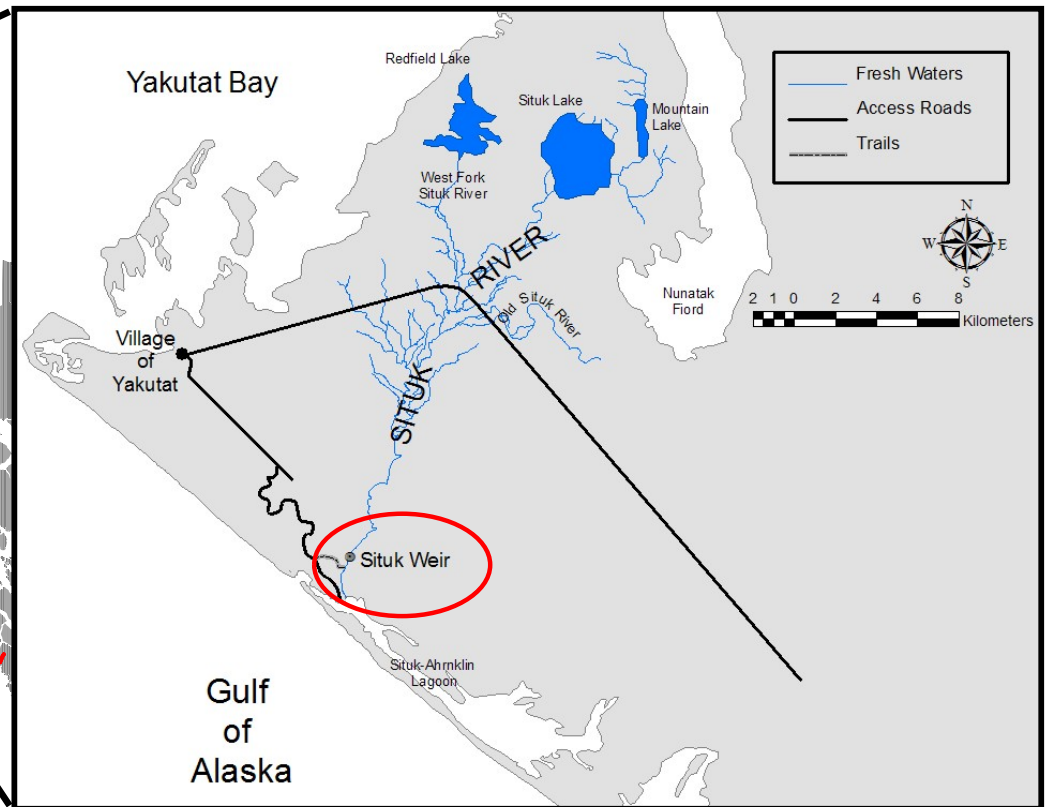 Yakutat Bay
Redfield Lake
Situk Lake
Mountain
Lake
Fresh Waters
Access Roads
Trails
West Fork
Situk River
N
W
E
S
RIVER
Nunatak
Fiord
2 1 0 2 4 6 8
Kilometers
Old Situk River
Village
of
Yakutat
SITUK
Situk Weir
Situk-Ahrnklin
Lagoon
Gulf
of
Alaska